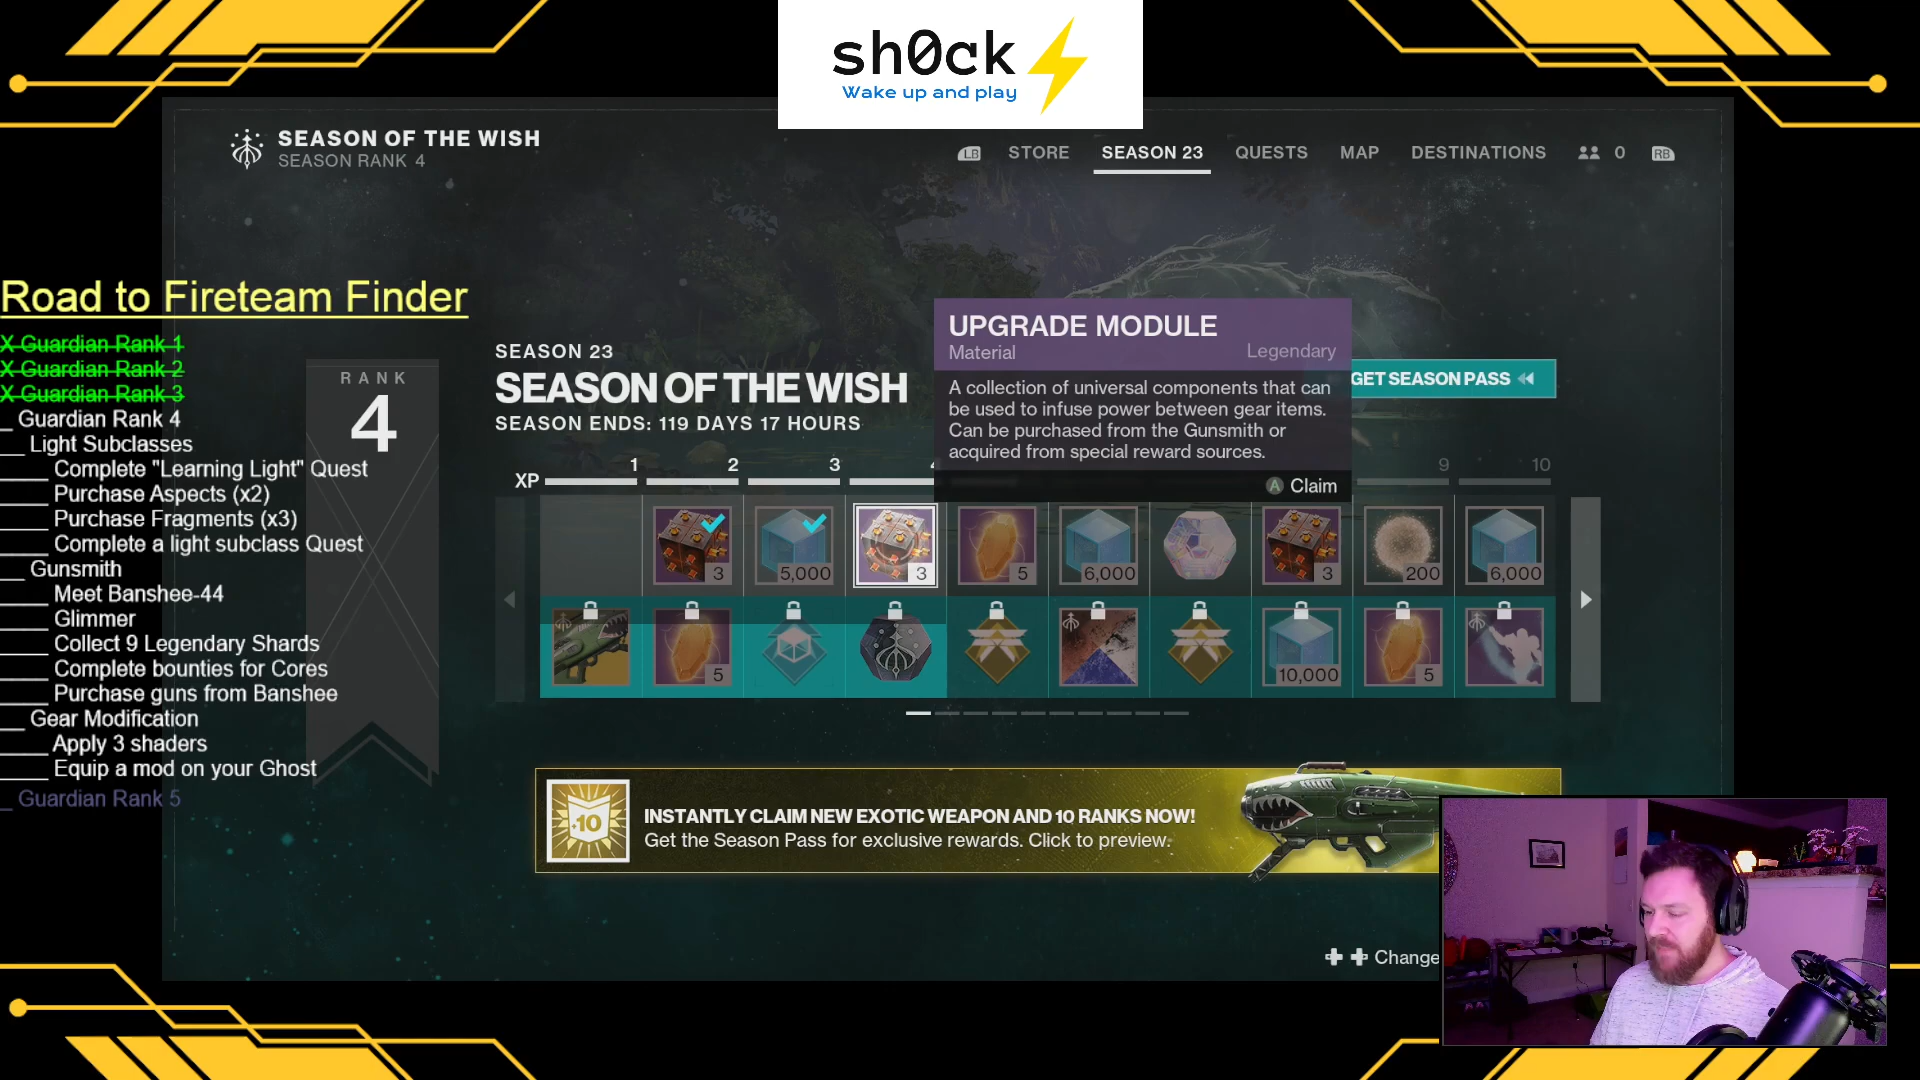 sh0ck
Wake up and play
SEASON OF THE WISH
SEASON RANK 4
LB STORE SEASON 23 QUESTS MAP DESTINATIONS 0 RB
Road to Fireteam Finder
X Guardian Rank 1
X Guardian Rank 2
X Guardian Rank 3
_ Guardian Rank 4
__ Light Subclasses
____ Complete "Learning Light" Quest
____ Purchase Aspects (x2)
____ Purchase Fragments (x3)
____ Complete a light subclass Quest
__ Gunsmith
____ Meet Banshee-44
____ Glimmer
____ Collect 9 Legendary Shards
____ Complete bounties for Cores
____ Purchase guns from Banshee
__ Gear Modification
____ Apply 3 shaders
____ Equip a mod on your Ghost
_ Guardian Rank 5
RANK
4
SEASON 23
SEASON OF THE WISH
SEASON ENDS: 119 DAYS 17 HOURS
UPGRADE MODULE
Material Legendary
A collection of universal components that can
be used to infuse power between gear items.
Can be purchased from the Gunsmith or
acquired from special reward sources.
A Claim
GET SEASON PASS
XP 1 2 3 9 10
3 5,000 3 5 6,000 3 200 6,000
5 10,000 5
10
INSTANTLY CLAIM NEW EXOTIC WEAPON AND 10 RANKS NOW!
Get the Season Pass for exclusive rewards. Click to preview.
Change